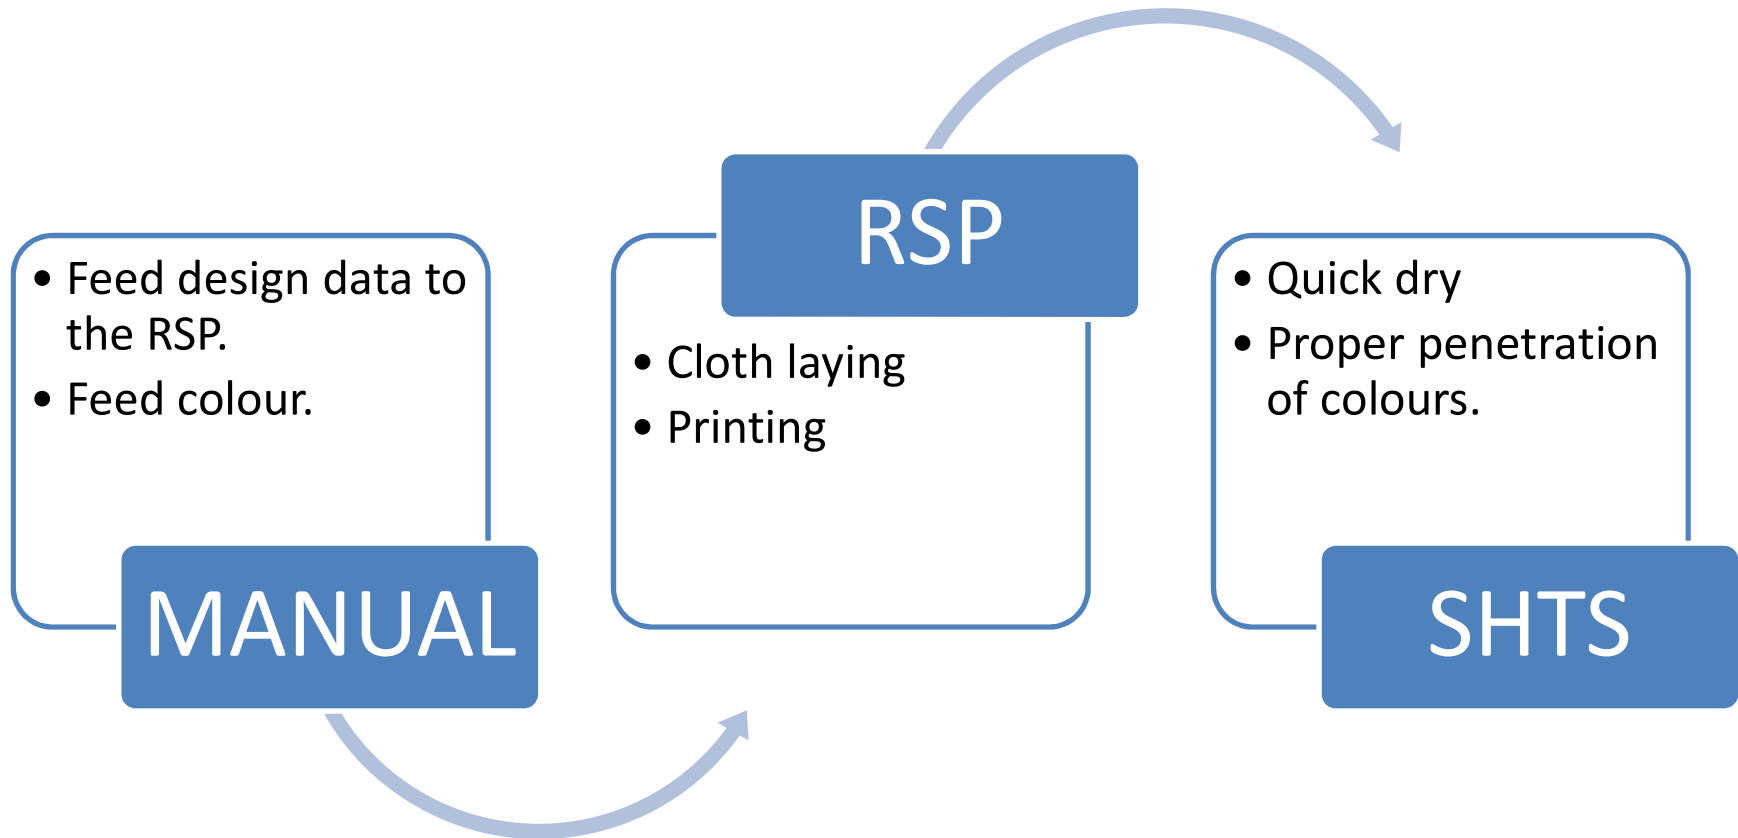 • Feed design data to
the RSP.
• Feed colour.
MANUAL
RSP
• Cloth laying
• Printing
• Quick dry
• Proper penetration
of colours.
SHTS